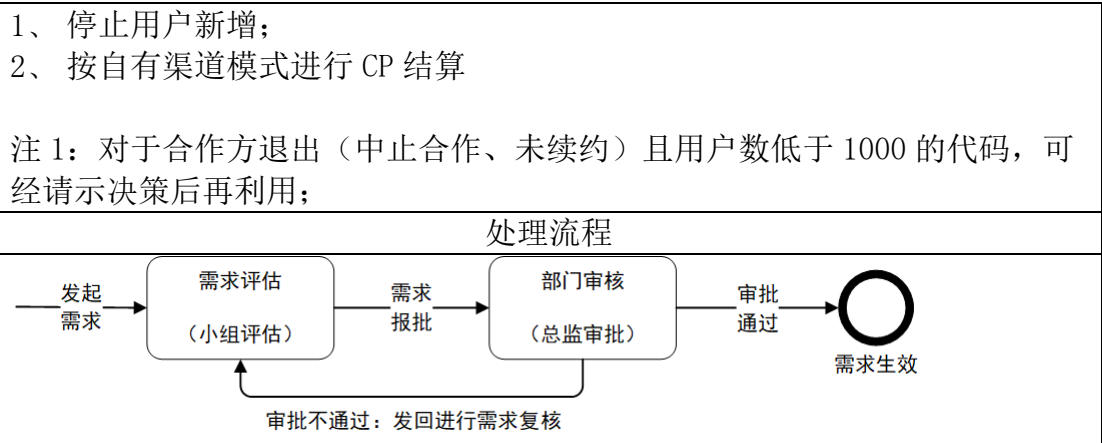 1、 停止用户新增；
2、 按自有渠道模式进行 CP 结算
注 1：对于合作方退出（中止合作、未续约）且用户数低于 1000 的代码，可
经请示决策后再利用；
处理流程
发起
需求
需求评估
（小组评估）
需求
报批
部门审核
（总监审批）
审批
通过
需求生效
审批不通过：发回进行需求复核